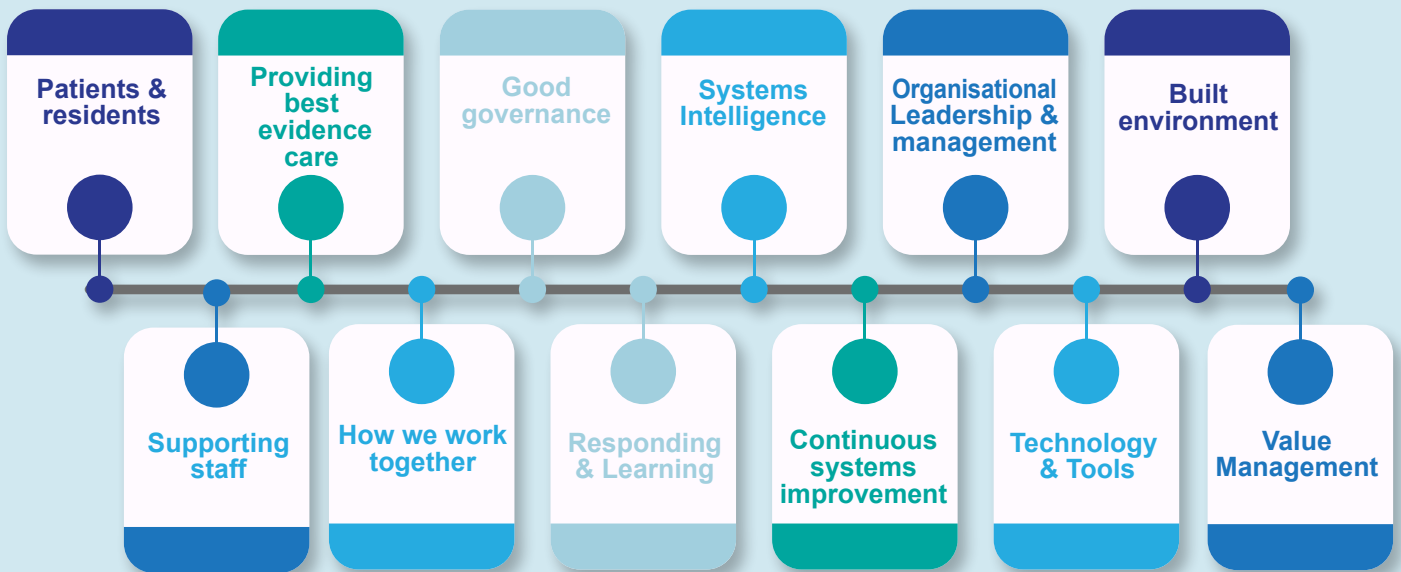 Patients &
residents
Providing
best
evidence
care
Good
governance
Systems
Intelligence
Organisational
Leadership &
management
Built
environment
Supporting
staff
How we work
together
Responding
& Learning
Continuous
systems
improvement
Technology
& Tools
Value
Management